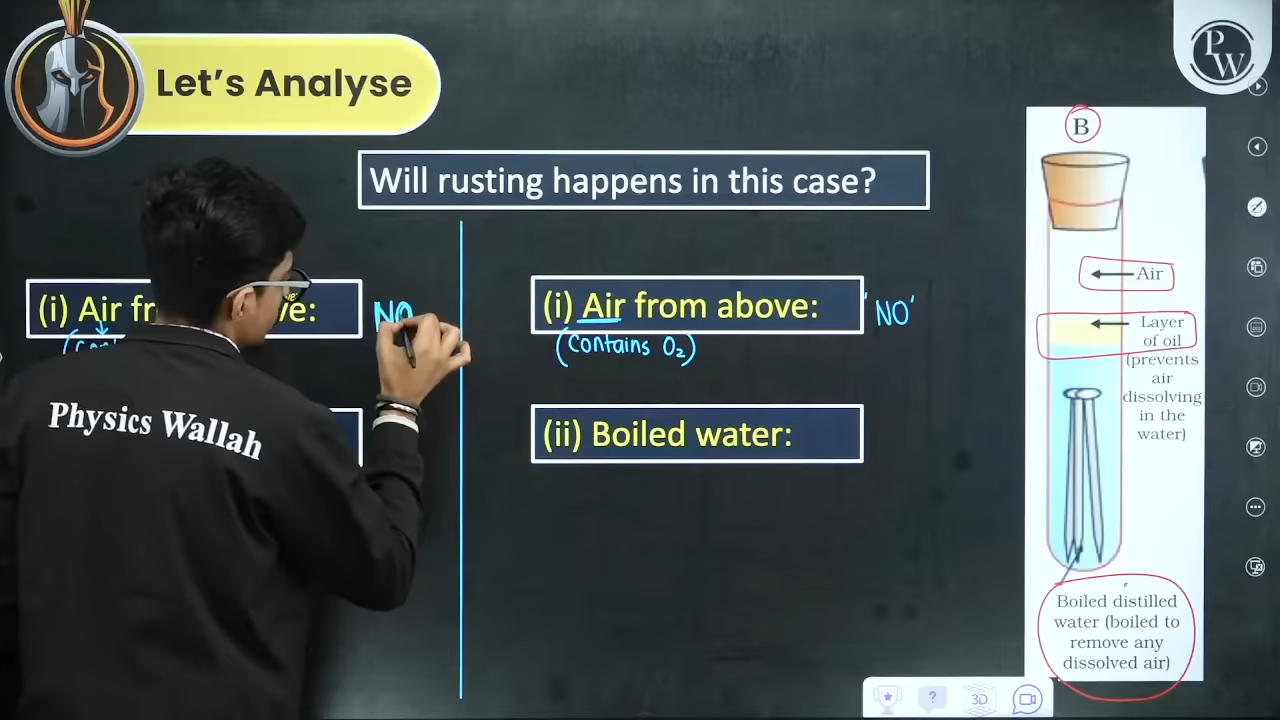 Let's Analyse
P
W
B
Will rusting happens in this case?
Air
(i) Air from above: 'NO'
(Contains O₂)
(i) Air fr
ve:
NO
Layer
of oil
(prevents
air
dissolving
in the
water)
Physics Wallah
(ii) Boiled water:
Boiled distilled
water (boiled to
remove any
dissolved air)
?
3D